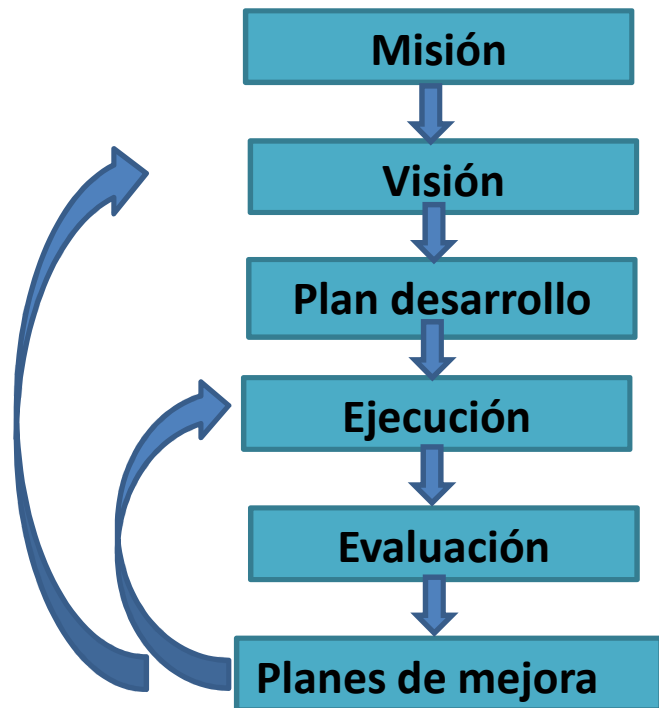 Misión
Visión
Plan desarrollo
Ejecución
Evaluación
Planes de mejora